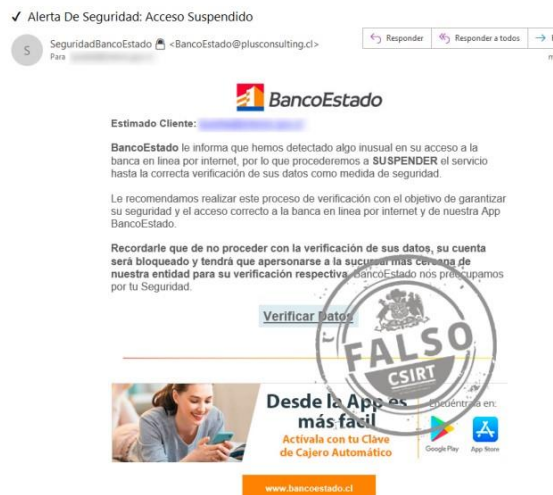 ✓ Alerta De Seguridad: Acceso Suspendido
S
SeguridadBancoEstado <BancoEstado@plusconsulting.cl>
Para
Responder
Responder a todos
BancoEstado
Estimado Cliente:
BancoEstado le informa que hemos detectado algo inusual en su acceso a la
banca en linea por internet, por lo que procederemos a SUSPENDER el servicio
hasta la correcta verificación de sus datos como medida de seguridad.
Le recomendamos realizar este proceso de verificación con el objetivo de garantizar
su seguridad y el acceso correcto a la banca en linea por internet y de nuestra App
BancoEstado.
Recordarle que de no proceder con la verificación de sus datos, su cuenta
será bloqueado y tendrá que apersonarse a la sucursal más cercana de
nuestra entidad para su verificación respectiva. BancoEstado nos preocupamos
por tu Seguridad.
Verificar Datos
FALSO
CSIRT
Desde la App es
más fácil
Actívala con tu Clave
de Cajero Automático
Encuéntrala en:
Google Play
App Store
www.bancoestado.cl